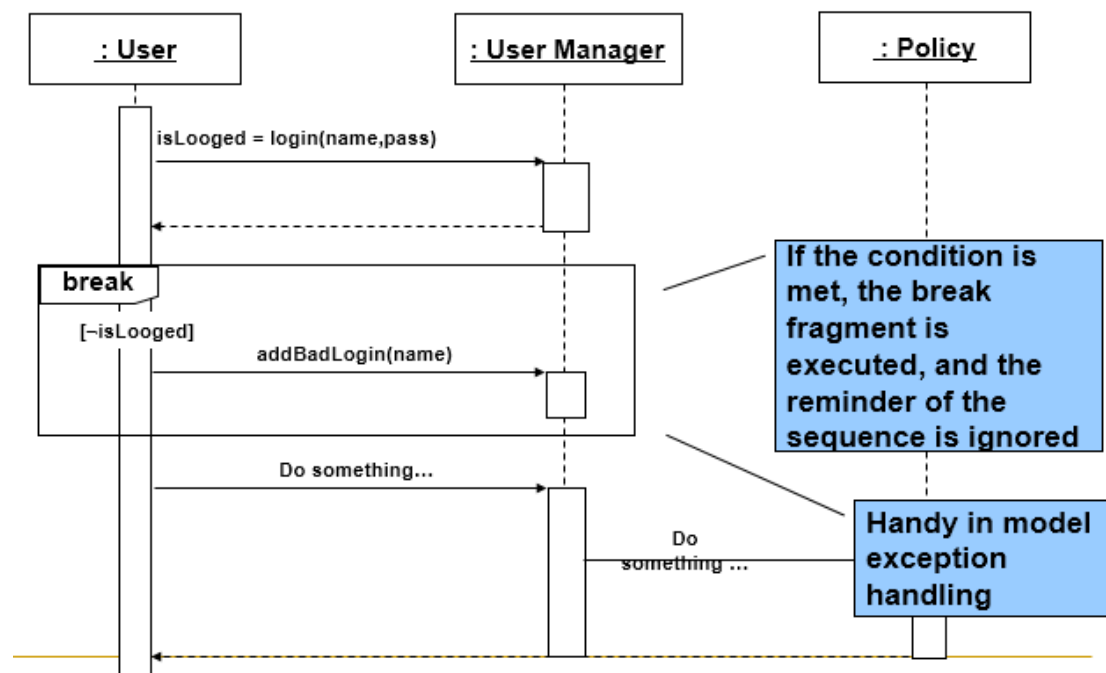 : User
: User Manager
: Policy
isLooged = login(name,pass)
break
[¬isLooged]
addBadLogin(name)
If the condition is
met, the break
fragment is
executed, and the
reminder of the
sequence is ignored
Do something…
Do
something …
Handy in model
exception
handling